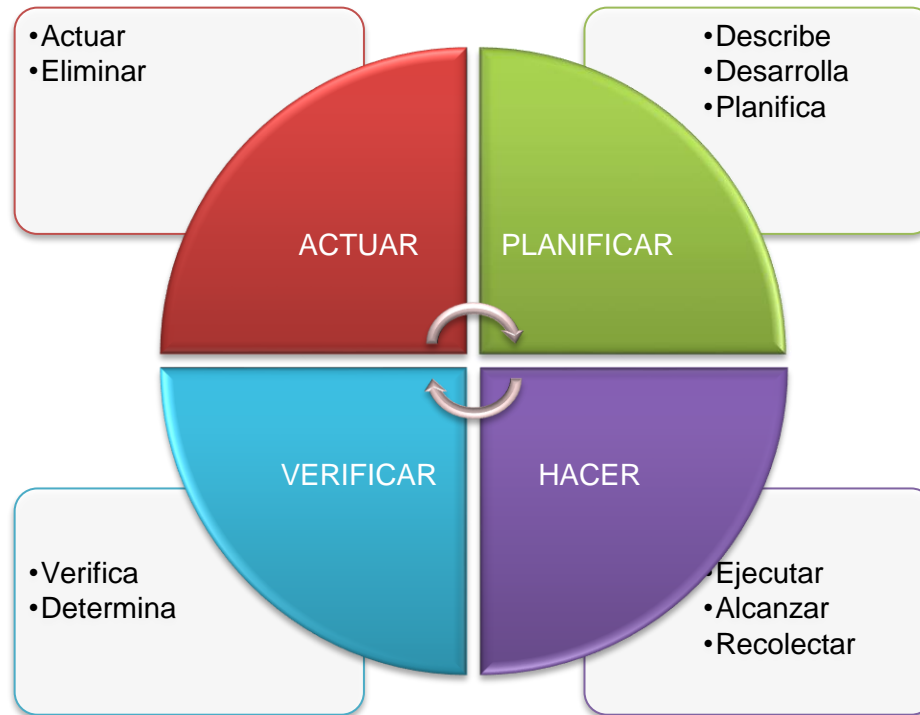 •Actuar
•Eliminar
•Describe
•Desarrolla
•Planifica
ACTUAR
PLANIFICAR
VERIFICAR
HACER
•Verifica
•Determina
•Ejecutar
•Alcanzar
•Recolectar